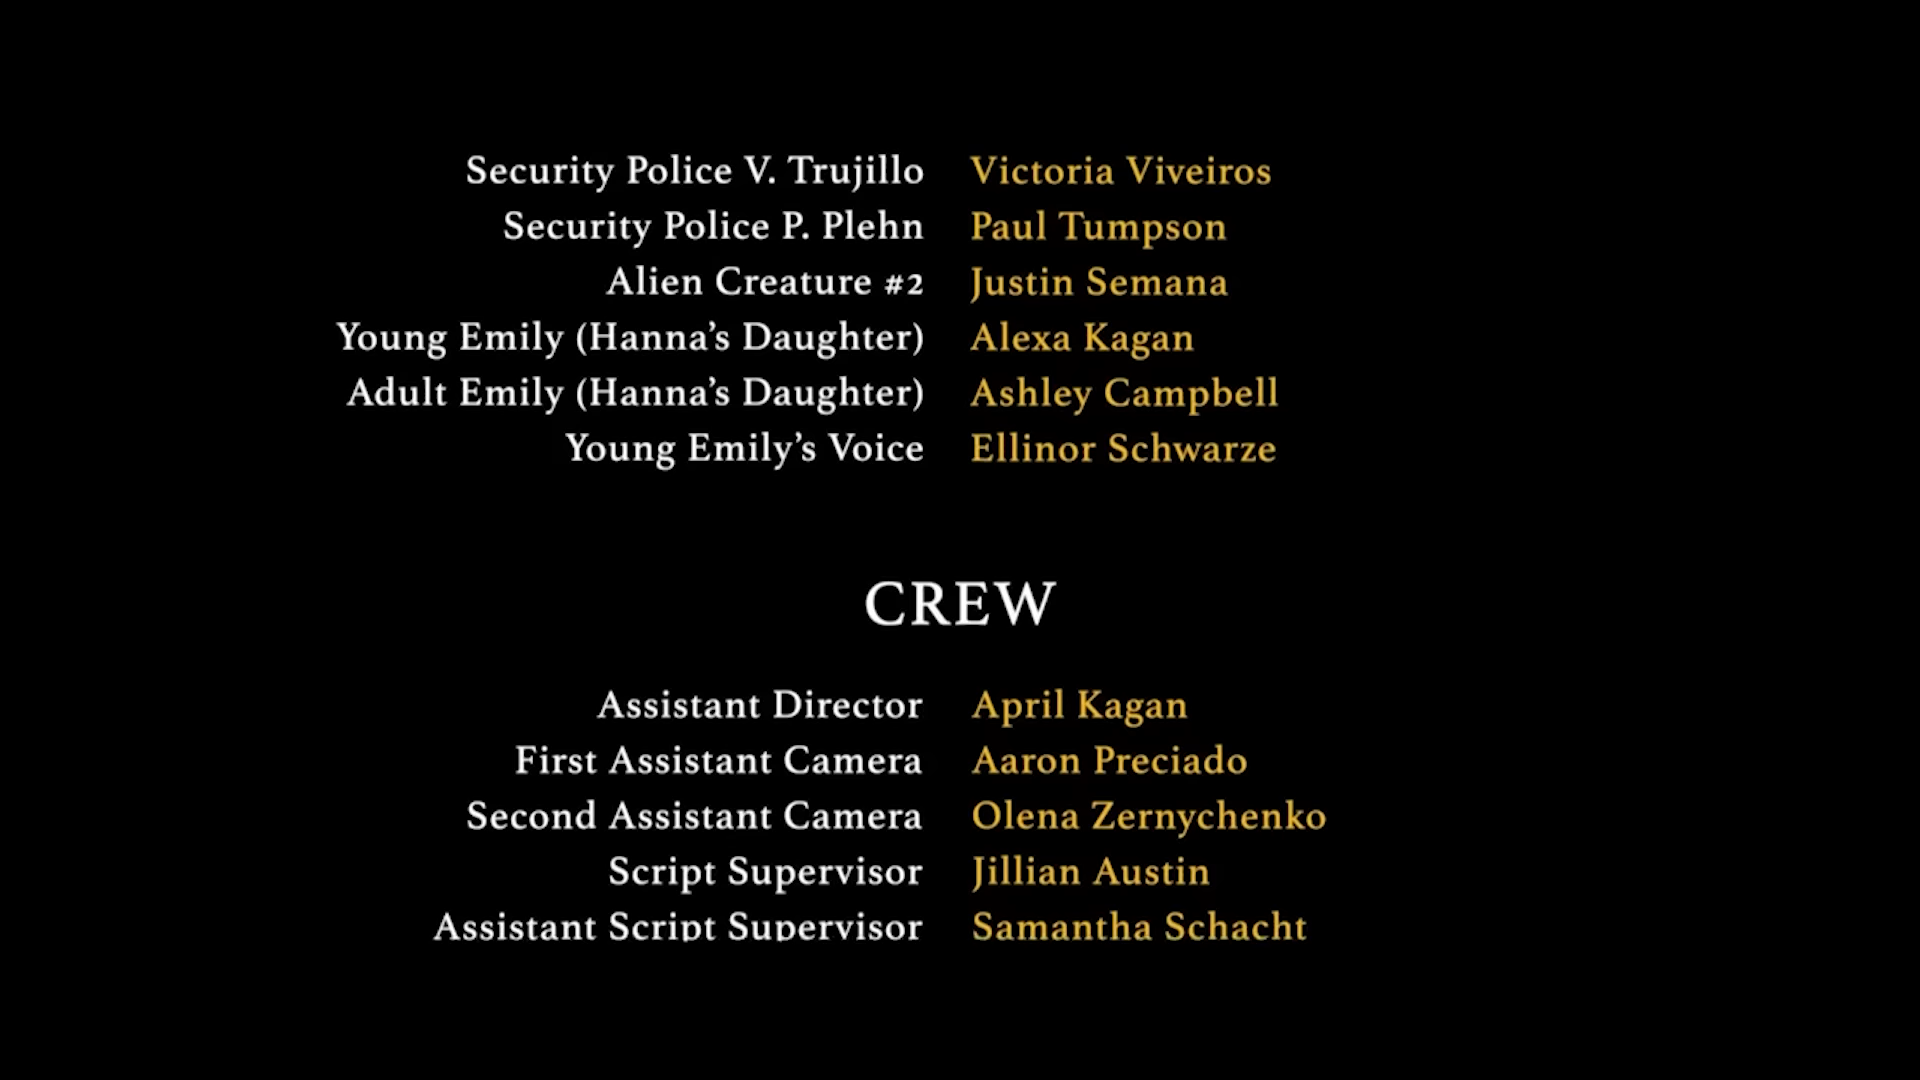 Security Police V. Trujillo Victoria Viveiros
Security Police P. Plehn Paul Tumpson
Alien Creature #2 Justin Semana
Young Emily (Hanna’s Daughter) Alexa Kagan
Adult Emily (Hanna’s Daughter) Ashley Campbell
Young Emily’s Voice Ellinor Schwarze
CREW
Assistant Director April Kagan
First Assistant Camera Aaron Preciado
Second Assistant Camera Olena Zernychenko
Script Supervisor Jillian Austin
Assistant Script Supervisor Samantha Schacht